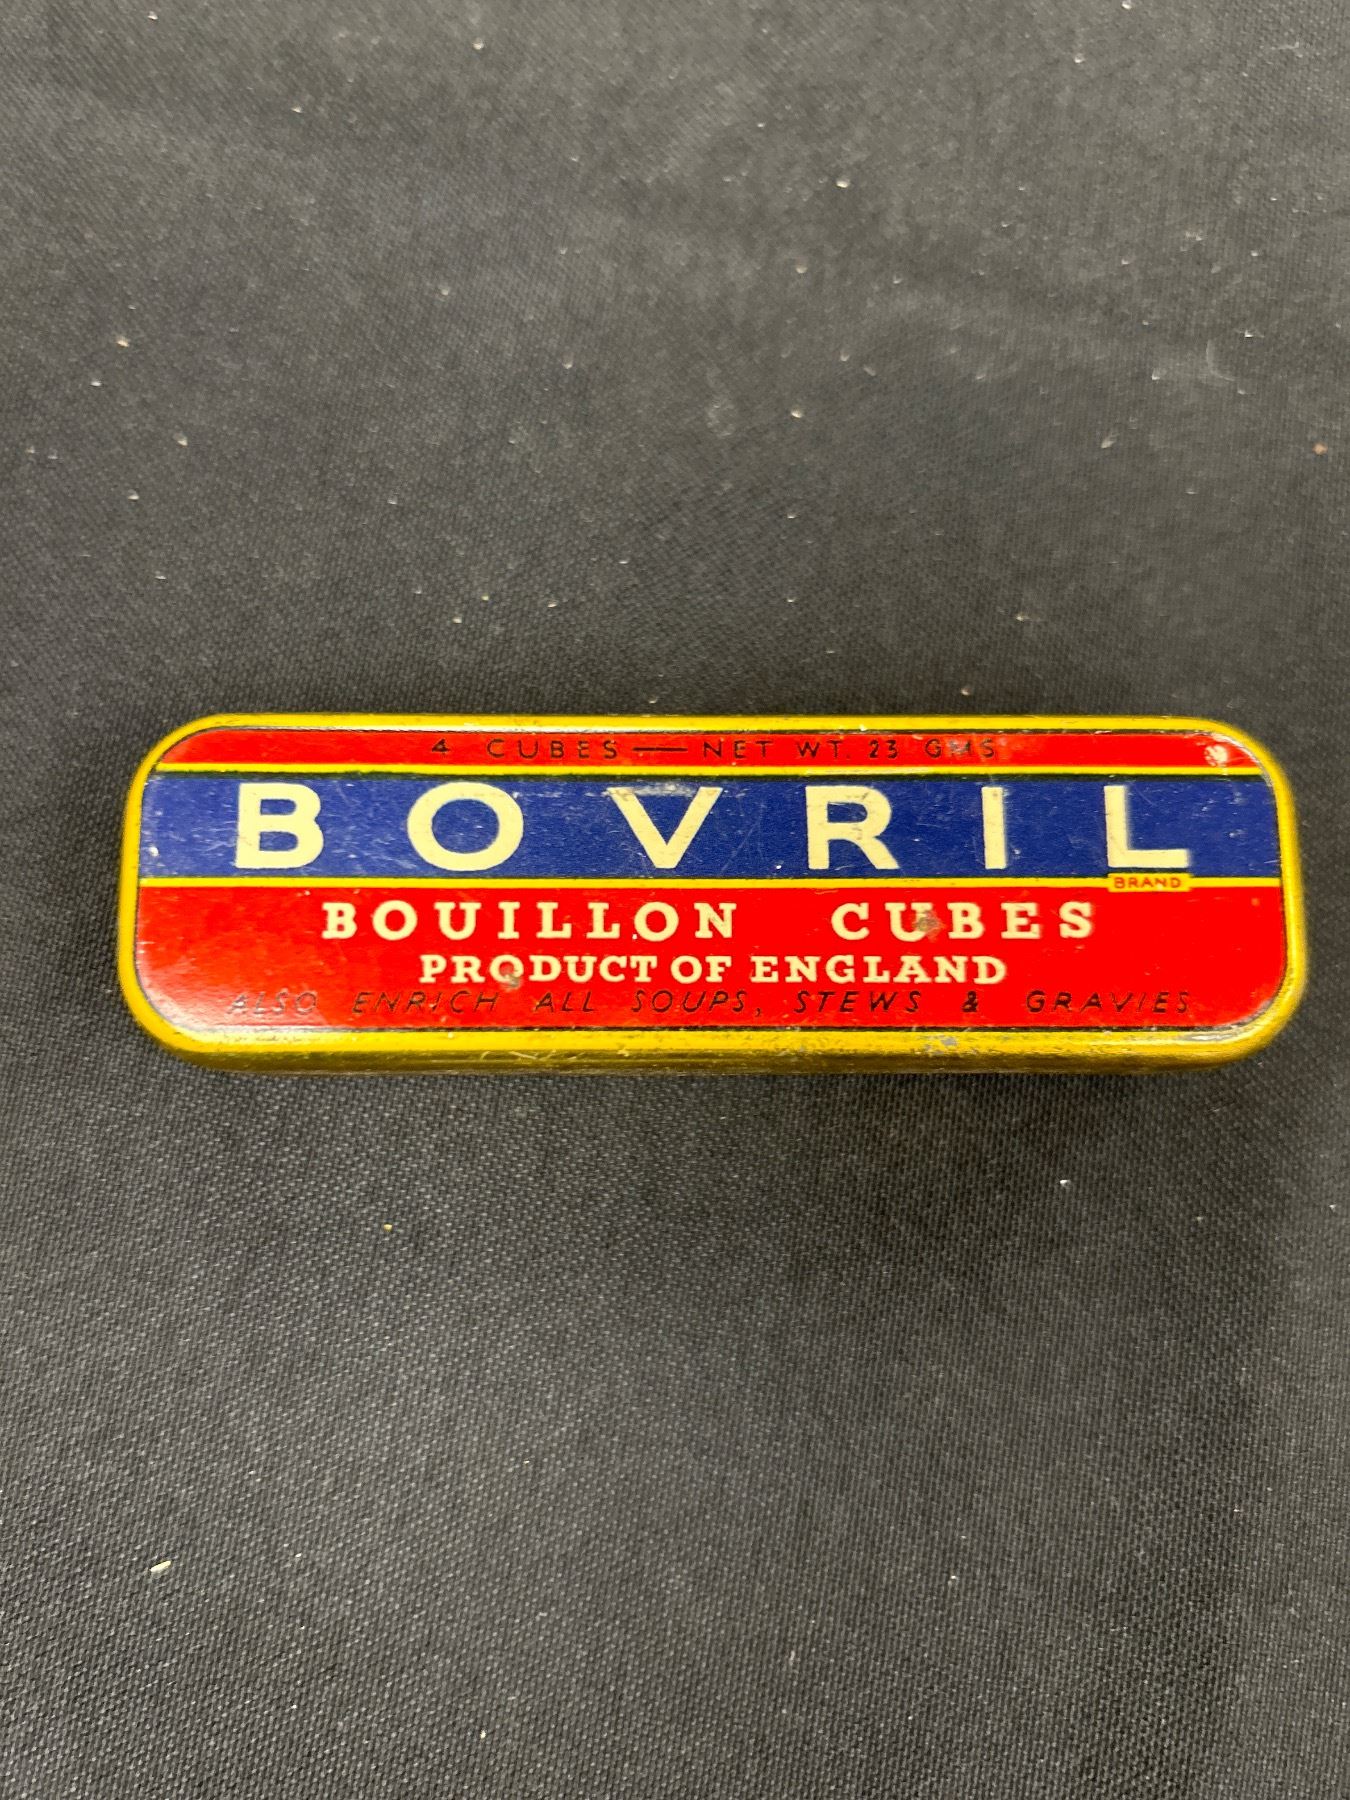 4 CUBES — NET WT. 23 GMS
BOVRIL
BRAND
BOUILLON CUBES
PRODUCT OF ENGLAND
ALSO ENRICH ALL SOUPS, STEWS & GRAVIES